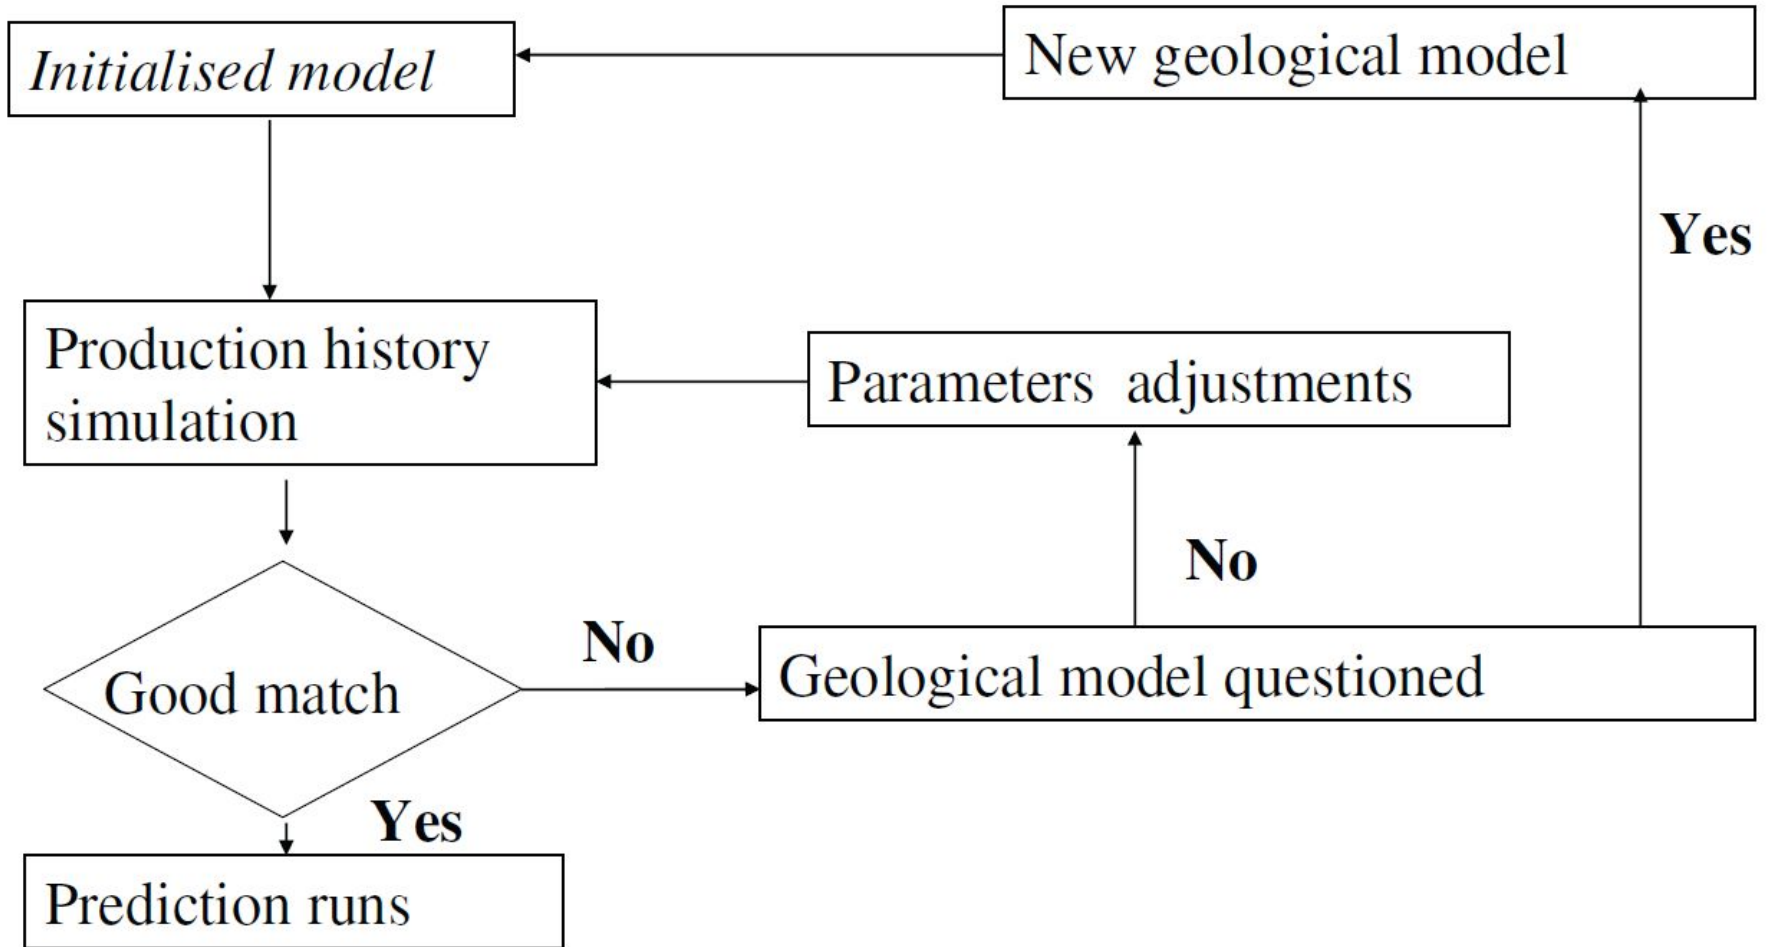 Initialised model
New geological model
Yes
Production history
simulation
Parameters adjustments
No
No
Good match
Geological model questioned
Yes
Prediction runs